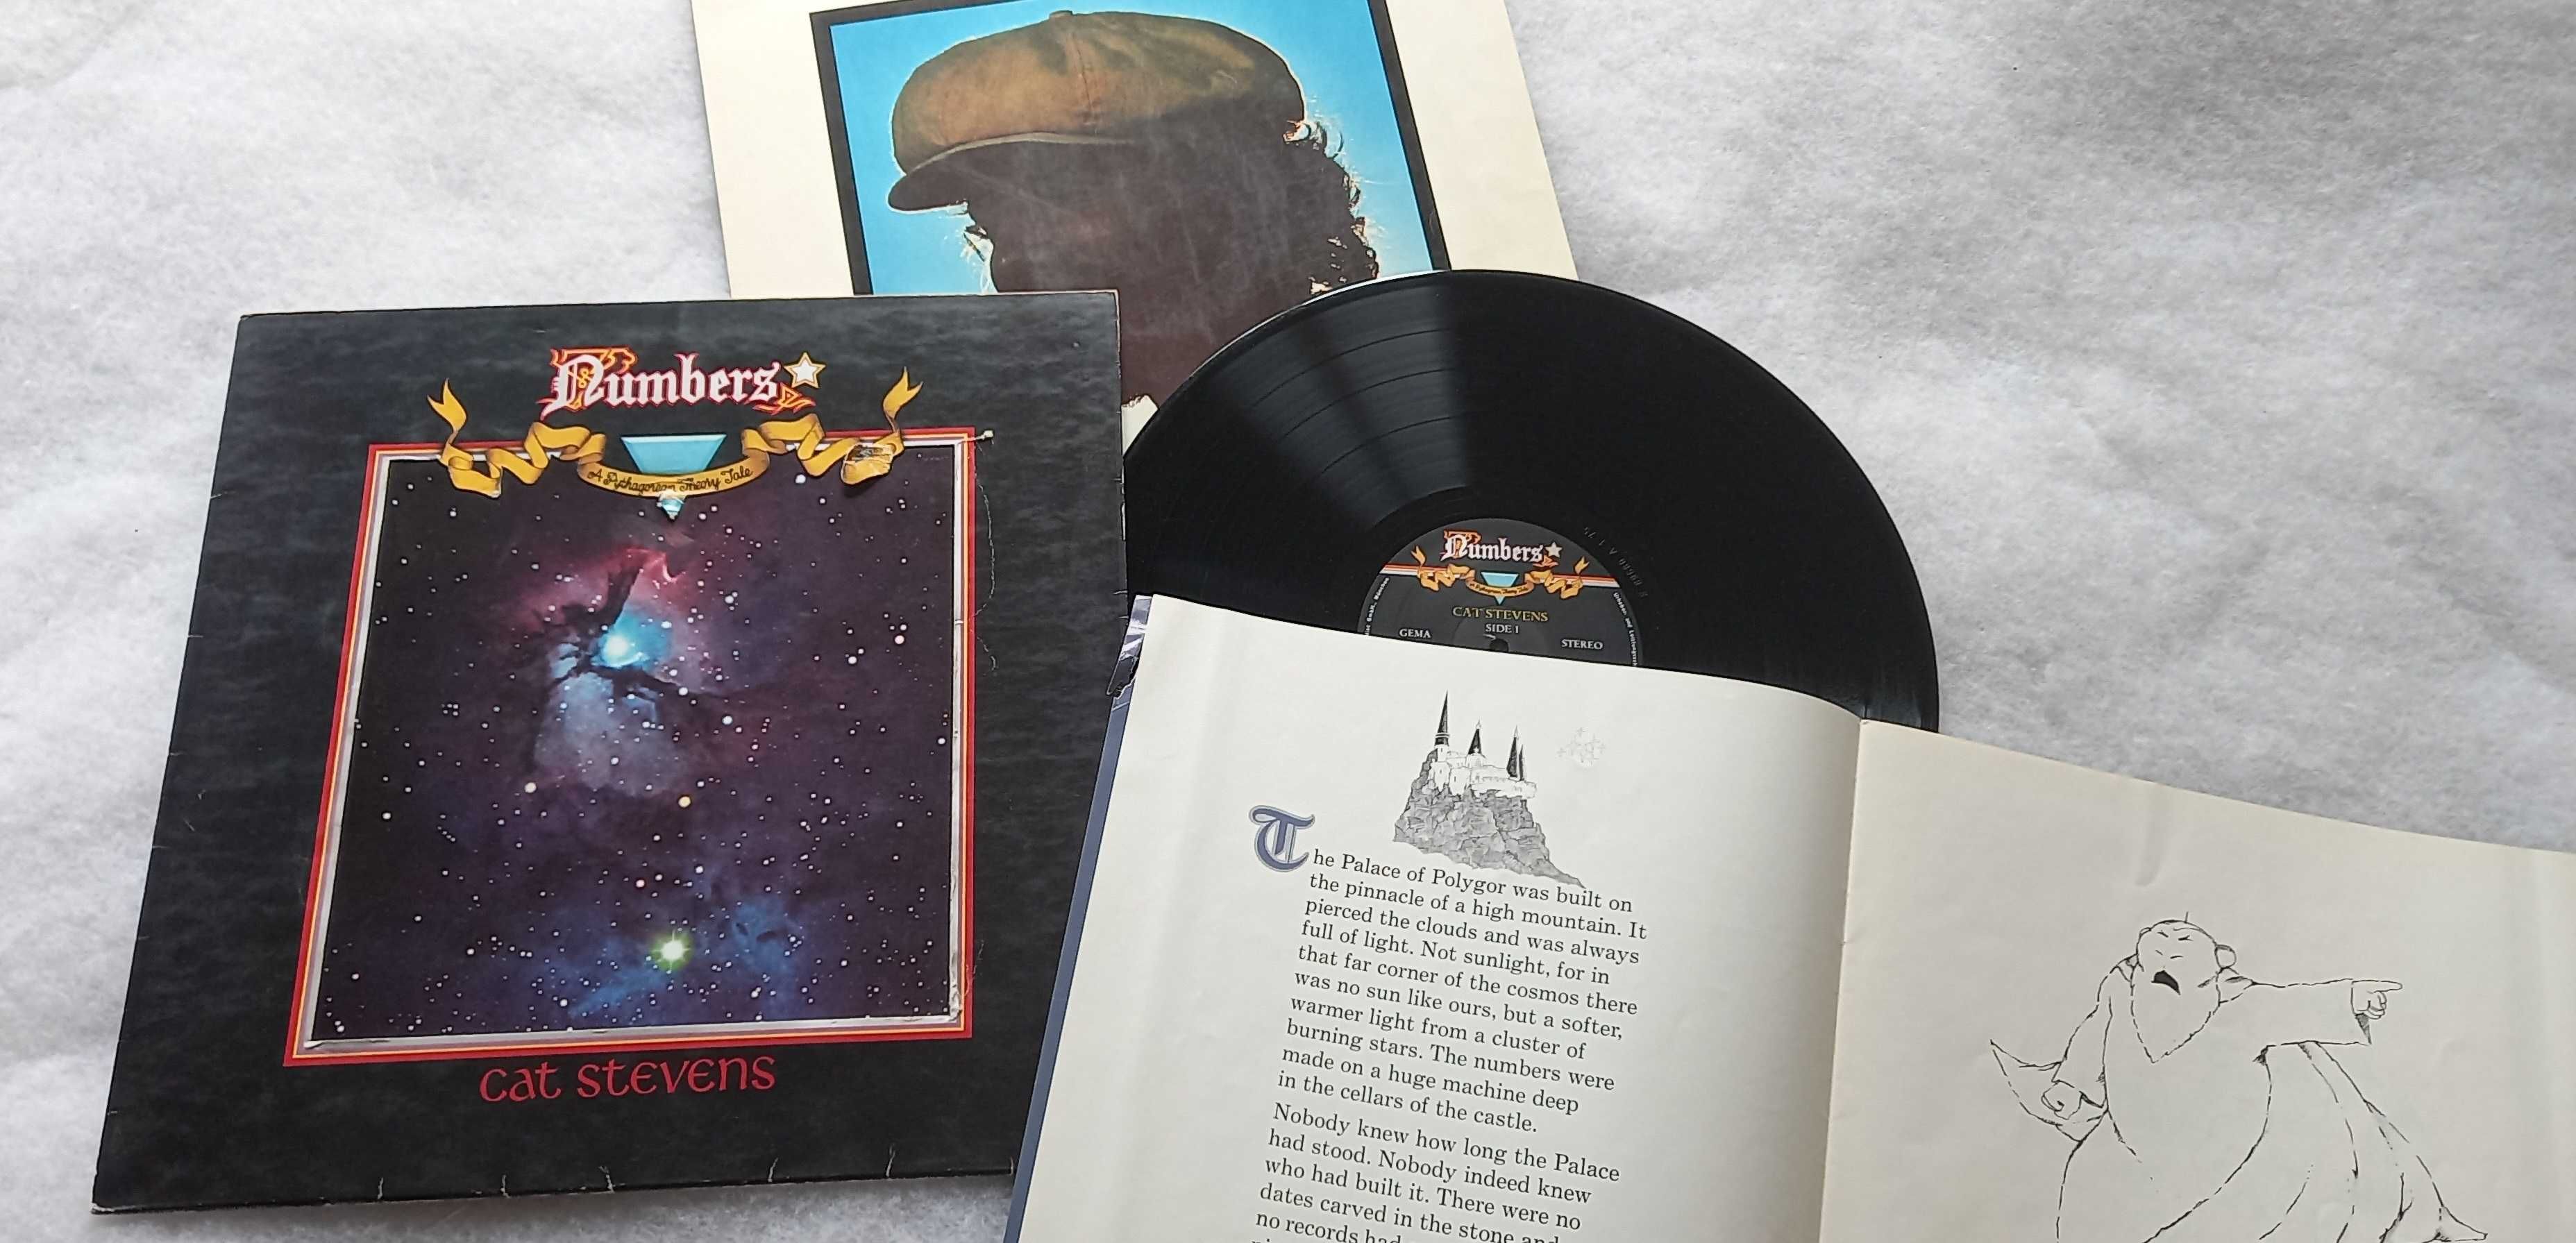 Numbers
A Pythagorean Theory Tale
cat stevens
Numbers
CAT STEVENS
SIDE 1
GEMA
STEREO
The Palace of Polygor was built on
the pinnacle of a high mountain. It
pierced the clouds and was always
full of light. Not sunlight, for in
that far corner of the cosmos there
was no sun like ours, but a softer,
warmer light from a cluster of
burning stars. The numbers were
made on a huge machine deep
in the cellars of the castle.
Nobody knew how long the Palace
had stood. Nobody indeed knew
who had built it. There were no
dates carved in the stone and
no records had